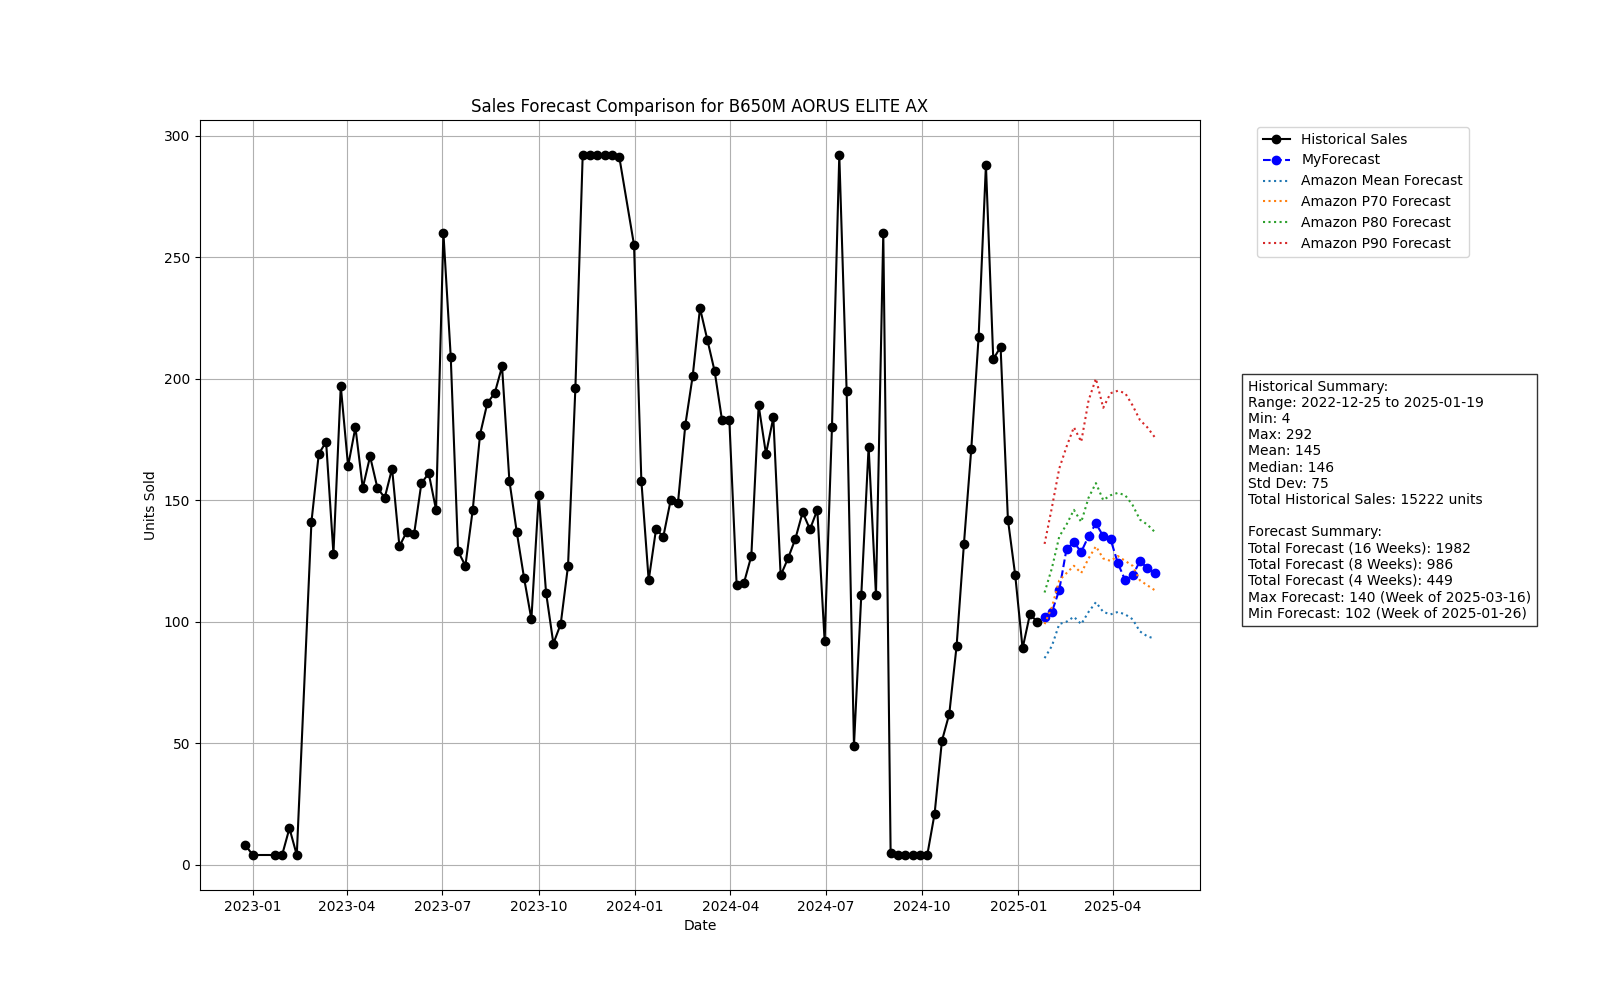 Sales Forecast Comparison for B650M AORUS ELITE AX
300
250
200
150
100
50
0
Units Sold
2023-01 2023-04 2023-07 2023-10 2024-01 2024-04 2024-07 2024-10 2025-01 2025-04
Date
Historical Sales
MyForecast
Amazon Mean Forecast
Amazon P70 Forecast
Amazon P80 Forecast
Amazon P90 Forecast
Historical Summary:
Range: 2022-12-25 to 2025-01-19
Min: 4
Max: 292
Mean: 145
Median: 146
Std Dev: 75
Total Historical Sales: 15222 units
Forecast Summary:
Total Forecast (16 Weeks): 1982
Total Forecast (8 Weeks): 986
Total Forecast (4 Weeks): 449
Max Forecast: 140 (Week of 2025-03-16)
Min Forecast: 102 (Week of 2025-01-26)